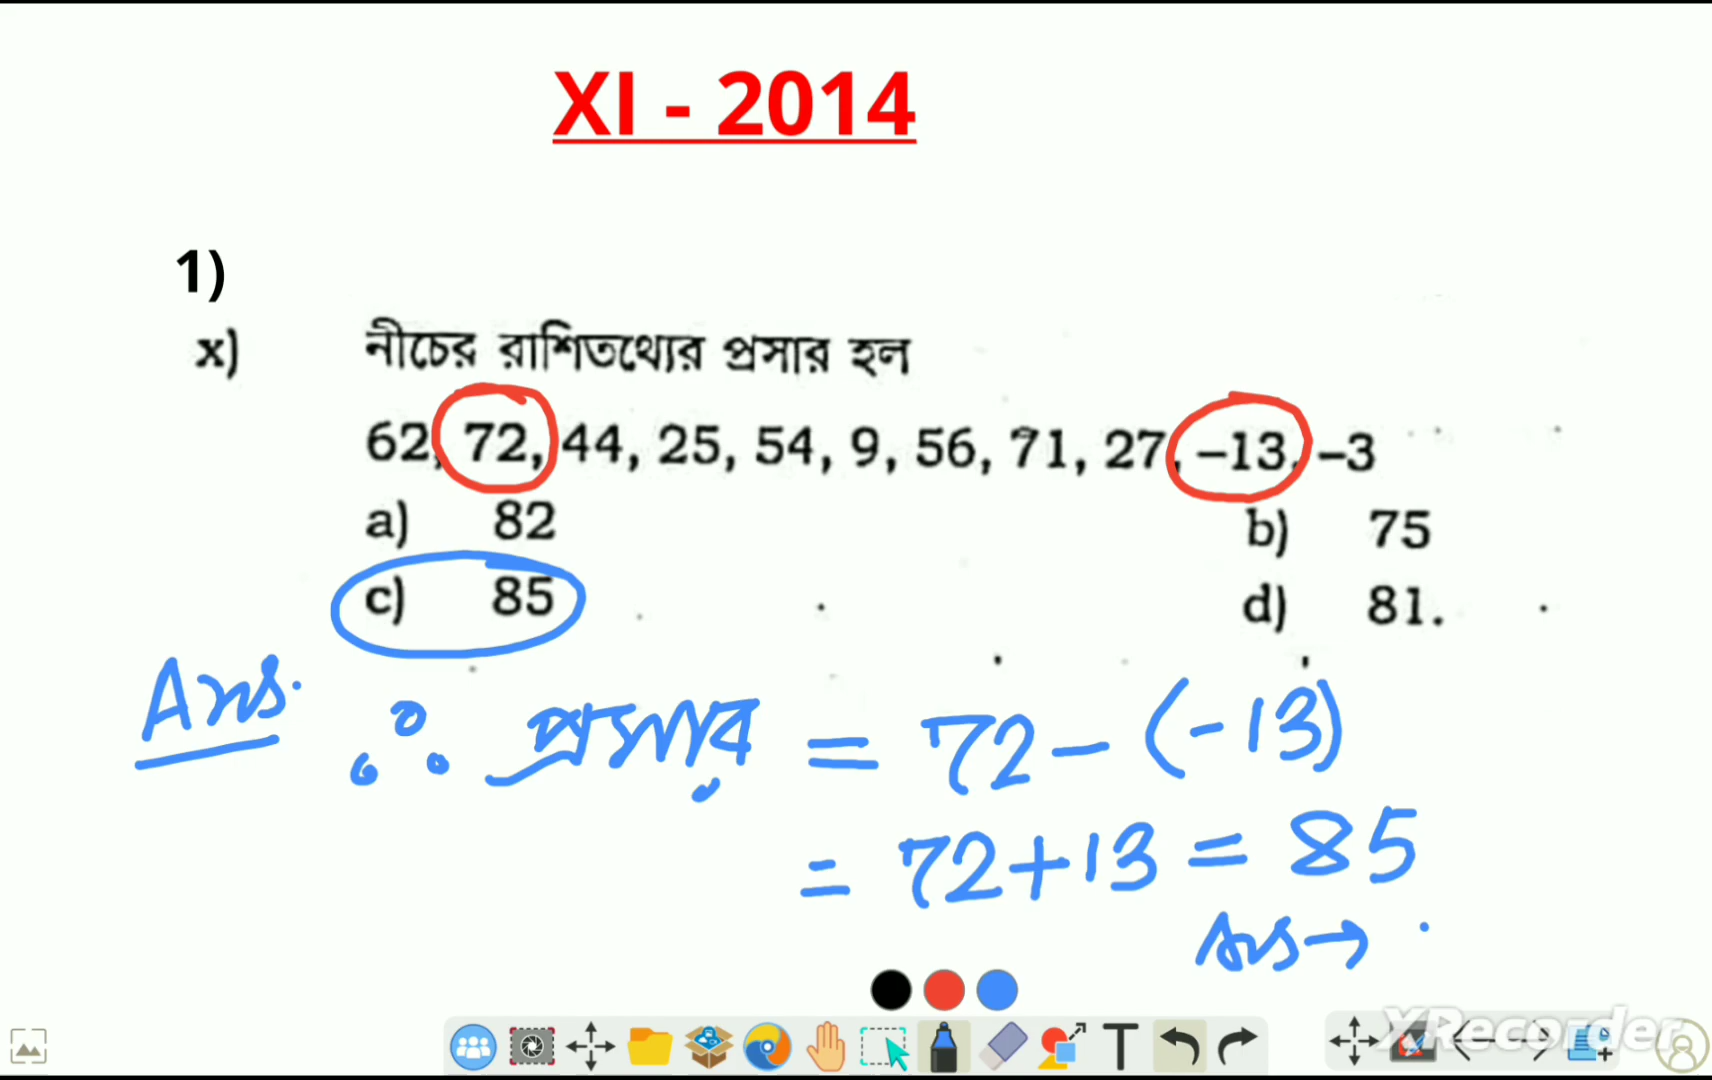 XI - 2014
1)
x) নীচের রাশিতথ্যের প্রসার হল
62, 72, 44, 25, 54, 9, 56, 71, 27, –13, –3
a) 82 b) 75
c) 85 d) 81.
Ans. ∴ প্রসার = 72 - (-13)
= 72 + 13 = 85
Ans →
T
XRecorder